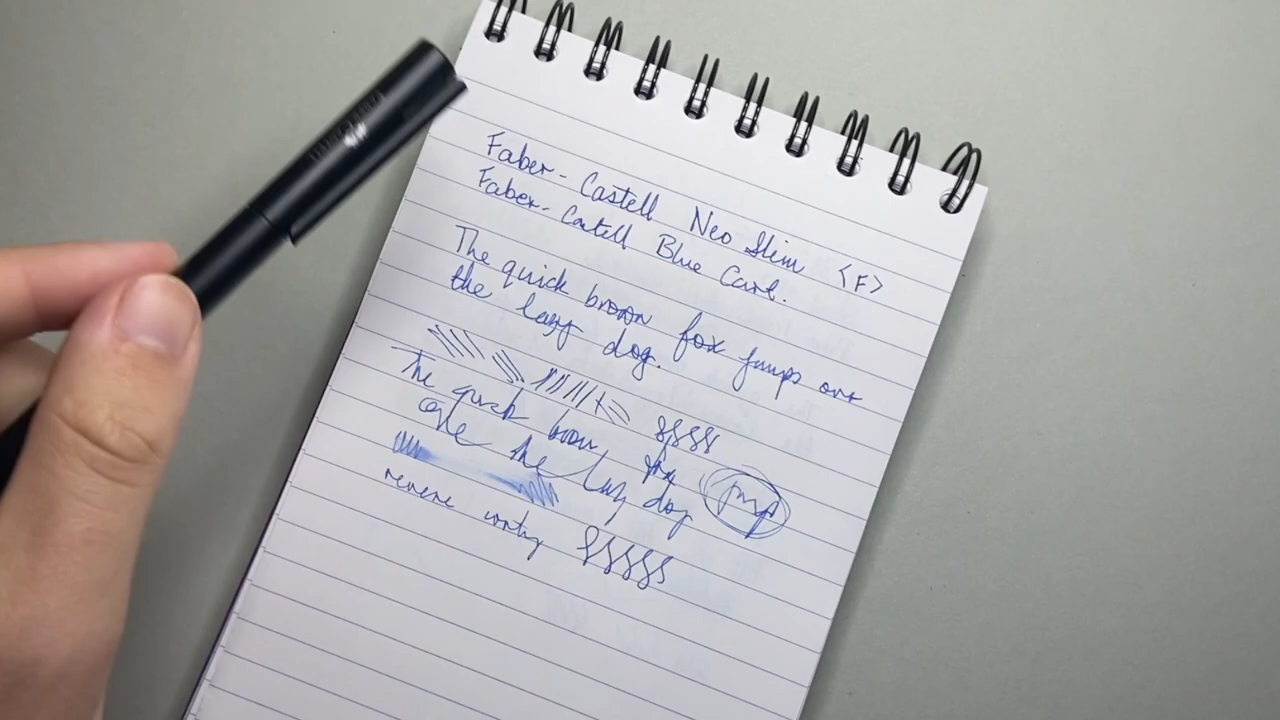 Faber-Castell Neo Slim <F>
Faber-Castell Blue Cart.
The quick brown fox jumps over
the lazy dog.
The quick brown fox jump
over the lazy dog
reverse writing